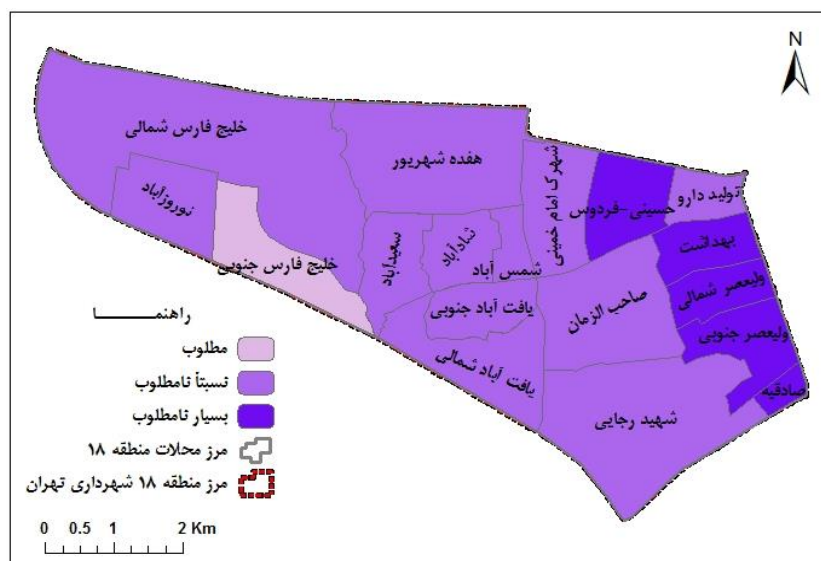 N
خلیج فارس شمالی
هفده شهریور
شهرک امام خمینی
حسینی-فردوس
تولید دارو
نوروزآباد
بهداشت
خلیج فارس جنوبی
سعیدآباد
شادآباد
شمس آباد
ولیعصر شمالی
صاحب الزمان
یافت آباد جنوبی
ولیعصر جنوبی
یافت آباد شمالی
صادقیه
شهید رجایی
راهنمــــــا
مطلوب
نسبتاً نامطلوب
بسیار نامطلوب
مرز محلات منطقه ۱۸
مرز منطقه ۱۸ شهرداری تهران
0 0.5 1 2 Km